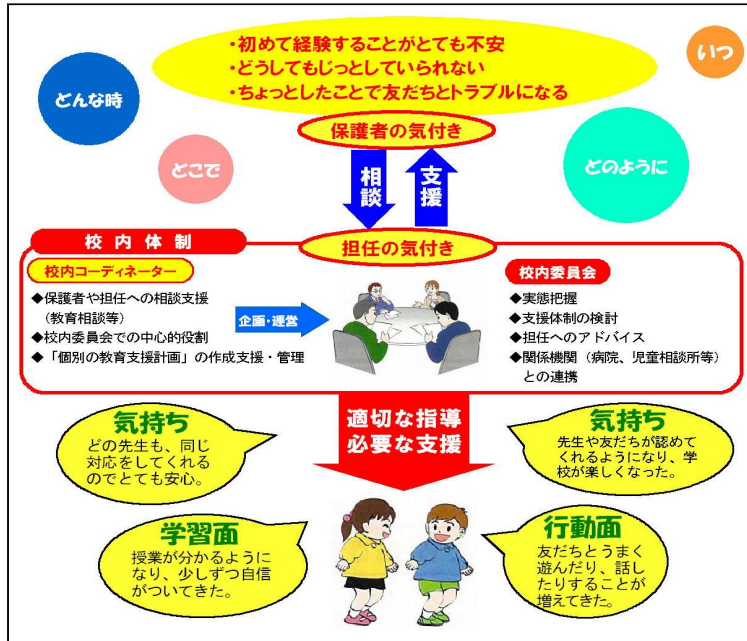 ・初めて経験することがとても不安
・どうしてもじっとしていられない
・ちょっとしたことで友だちとトラブルになる
いつ
どんな時
保護者の気付き
どこで
どのように
相談
支援
校内体制
担任の気付き
校内コーディネーター
◆保護者や担任への相談支援
（教育相談等）
◆校内委員会での中心的役割
◆「個別の教育支援計画」の作成支援・管理
企画・運営
校内委員会
◆実態把握
◆支援体制の検討
◆担任へのアドバイス
◆関係機関（病院、児童相談所等）
との連携
適切な指導
必要な支援
気持ち
どの先生も、同じ
対応をしてくれる
のでとても安心。
気持ち
先生や友だちが認めて
くれるようになり、学
校が楽しくなった。
学習面
授業が分かるように
なり、少しずつ自信
がついてきた。
行動面
友だちとうまく
遊んだり、話し
たりすることが
増えてきた。